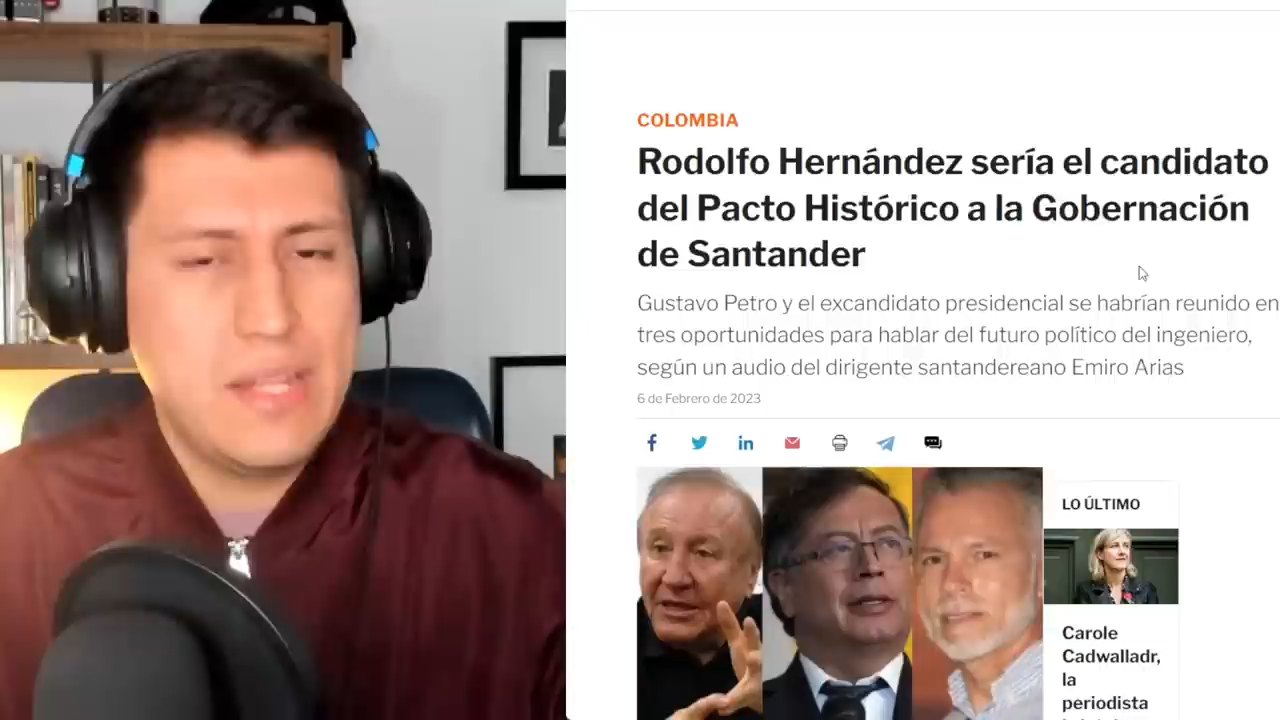 COLOMBIA
Rodolfo Hernández sería el candidato
del Pacto Histórico a la Gobernación
de Santander
Gustavo Petro y el excandidato presidencial se habrían reunido en
tres oportunidades para hablar del futuro político del ingeniero,
según un audio del dirigente santandereano Emiro Arias
6 de Febrero de 2023
LO ÚLTIMO
Carole
Cadwalladr,
la
periodista